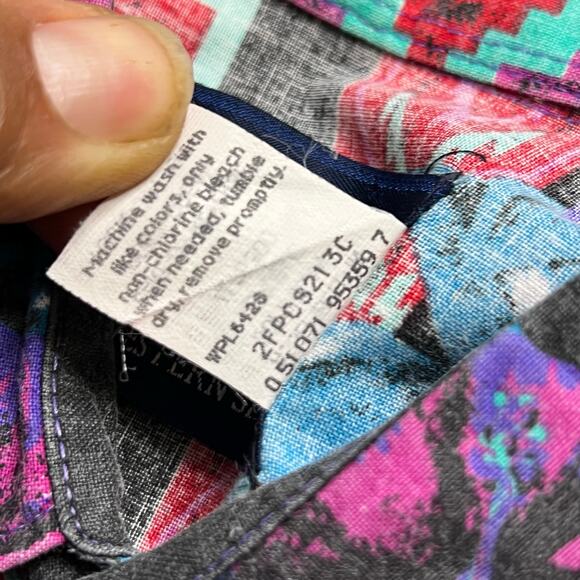 Machine wash with
like colors, only
non-chlorine bleach
when needed, tumble
dry, remove promptly.
WPL6426
2FPCS213C
0 51071 95359 7